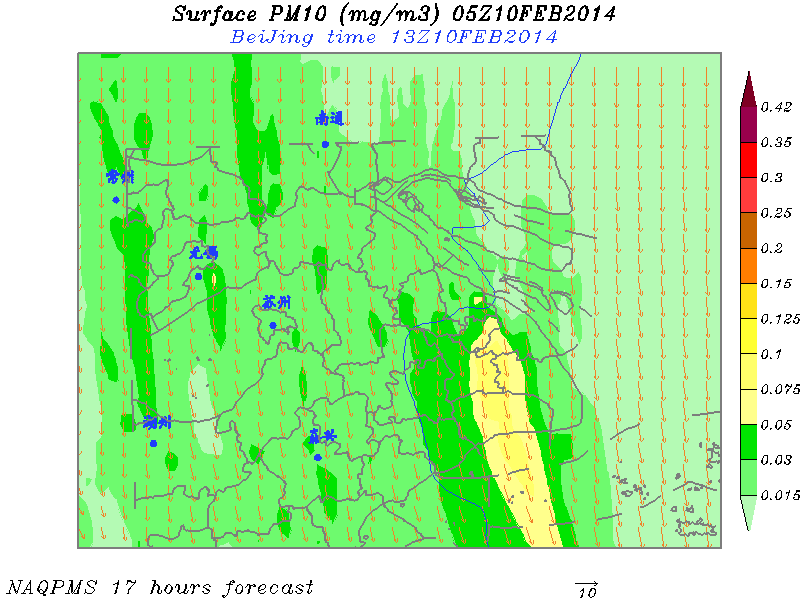 Surface PM10 (mg/m3) 05Z10FEB2014
BeiJing time 13Z10FEB2014
南通
常州
无锡
苏州
湖州
嘉兴
0.42
0.35
0.3
0.25
0.2
0.15
0.125
0.1
0.075
0.05
0.03
0.015
NAQPMS 17 hours forecast
10